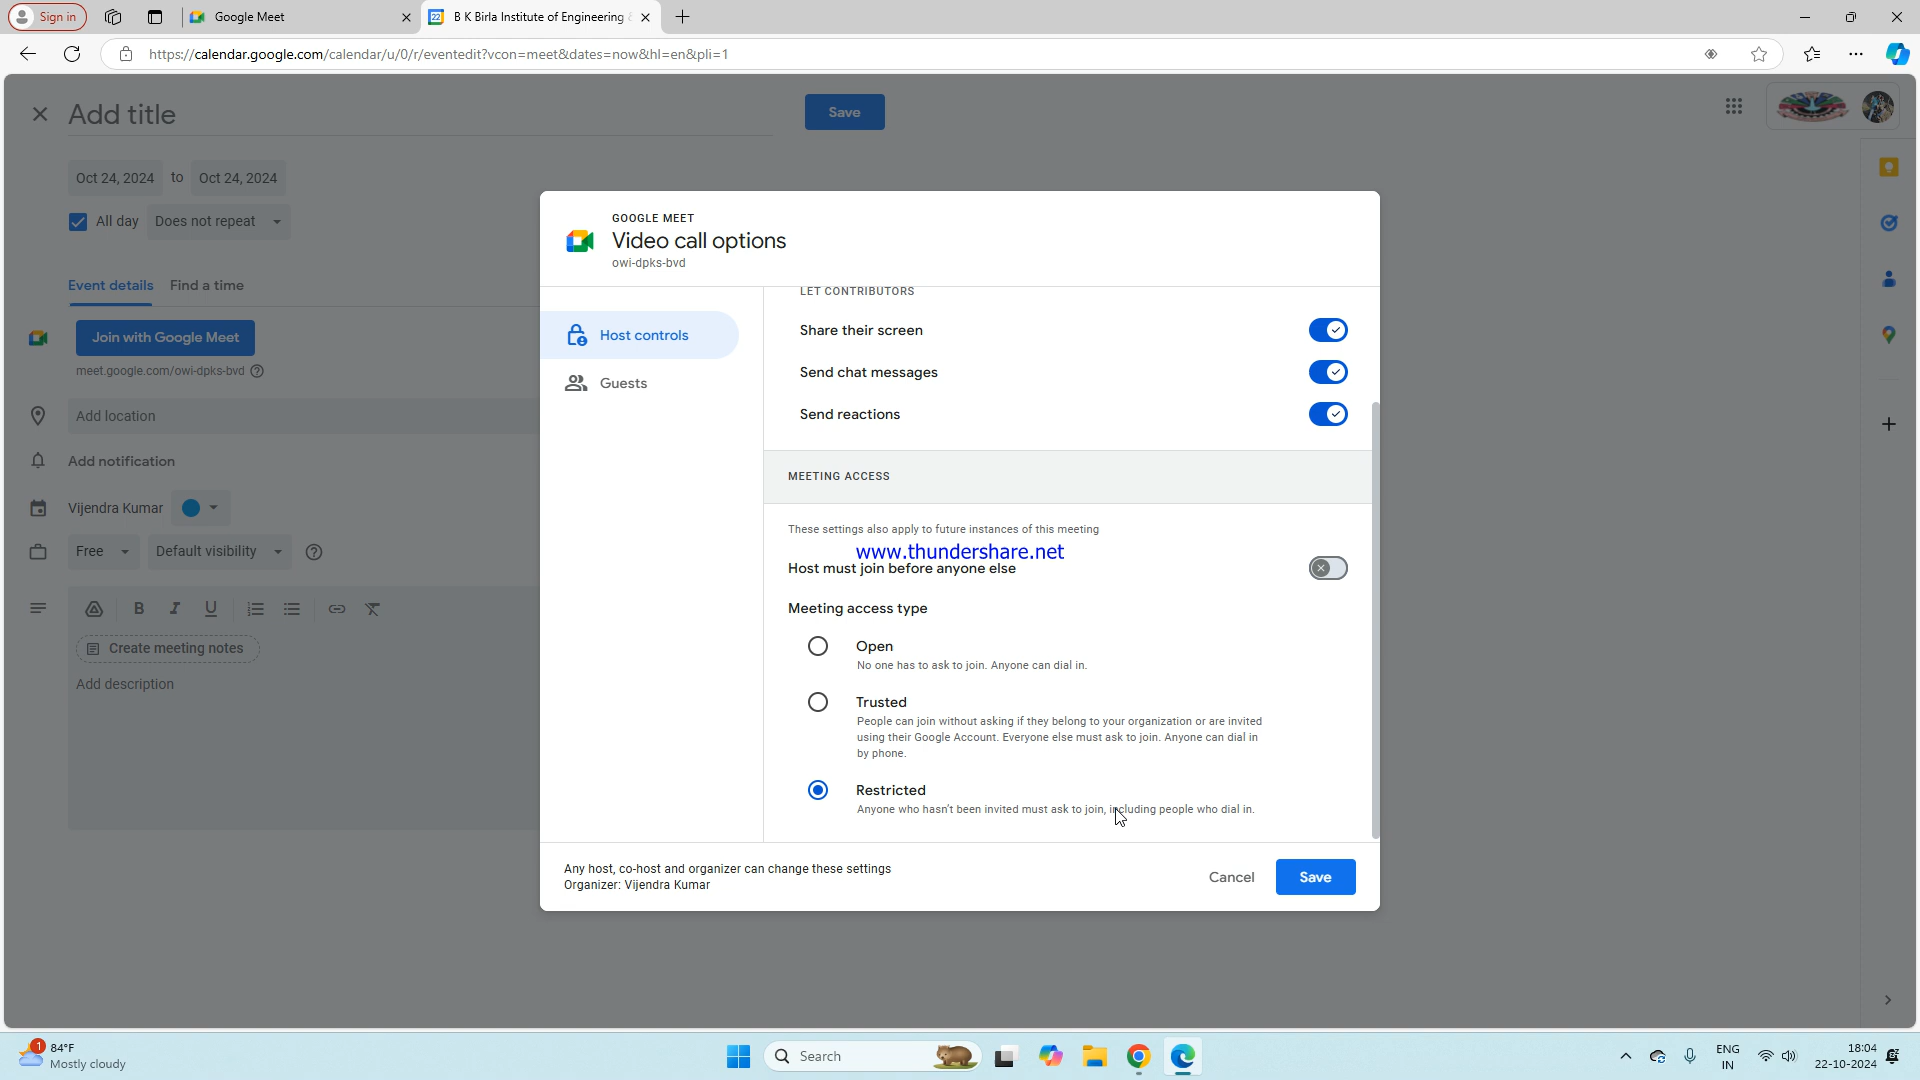 Sign in
Google Meet
22
B K Birla Institute of Engineering &
https://calendar.google.com/calendar/u/0/r/eventedit?vcon=meet&dates=now&hl=en&pli=1
Add title
Save
Oct 24, 2024 to Oct 24, 2024
All day
Does not repeat
Event details
Find a time
Join with Google Meet
meet.google.com/owi-dpks-bvd
Add location
Add notification
Vijendra Kumar
Free
Default visibility
B I U
Create meeting notes
Add description
GOOGLE MEET
Video call options
owi-dpks-bvd
Host controls
Guests
LET CONTRIBUTORS
Share their screen
Send chat messages
Send reactions
MEETING ACCESS
These settings also apply to future instances of this meeting
www.thundershare.net
Host must join before anyone else
Meeting access type
Open
No one has to ask to join. Anyone can dial in.
Trusted
People can join without asking if they belong to your organization or are invited
using their Google Account. Everyone else must ask to join. Anyone can dial in
by phone.
Restricted
Anyone who hasn't been invited must ask to join, including people who dial in.
Any host, co-host and organizer can change these settings
Organizer: Vijendra Kumar
Cancel
Save
1
84°F
Mostly cloudy
Search
ENG
IN
18:04
22-10-2024